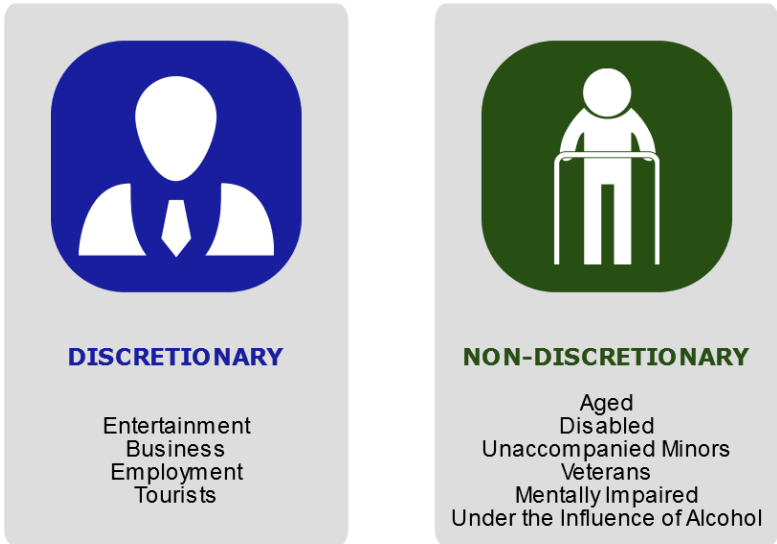 DISCRETIONARY
Entertainment
Business
Employment
Tourists
NON-DISCRETIONARY
Aged
Disabled
Unaccompanied Minors
Veterans
Mentally Impaired
Under the Influence of Alcohol